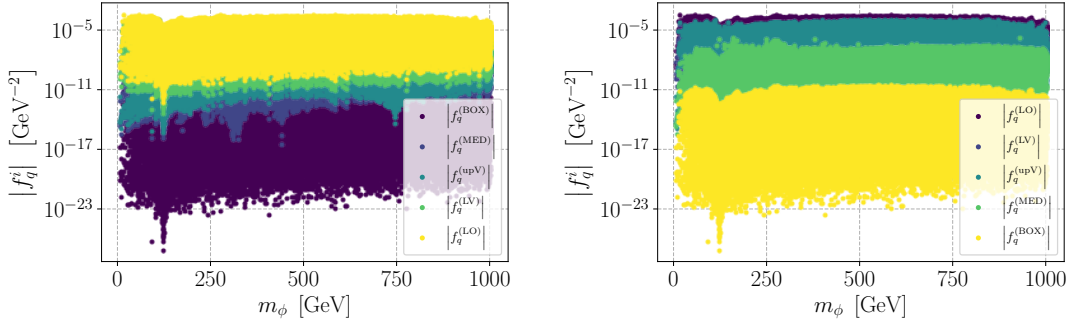 10^{-5}
10^{-11}
10^{-17}
10^{-23}
|f_q^i| [GeV^{-2}]
|f_q^{(BOX)}|
|f_q^{(MED)}|
|f_q^{(upV)}|
|f_q^{(LV)}|
|f_q^{(LO)}|
0 250 500 750 1000
m_ϕ [GeV]
10^{-5}
10^{-11}
10^{-17}
10^{-23}
|f_q^i| [GeV^{-2}]
|f_q^{(LO)}|
|f_q^{(LV)}|
|f_q^{(upV)}|
|f_q^{(MED)}|
|f_q^{(BOX)}|
0 250 500 750 1000
m_ϕ [GeV]